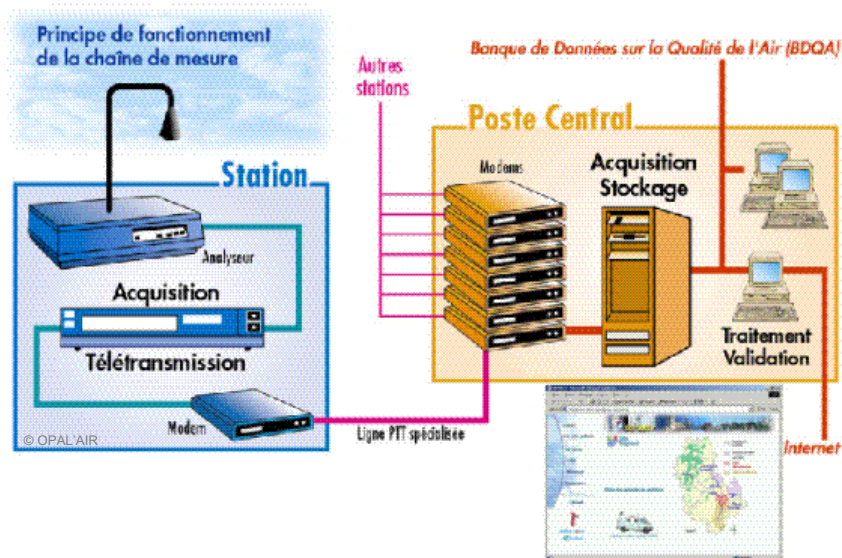 Principe de fonctionnement
de la chaîne de mesure
Station
Analyseur
Acquisition
Télétransmission
Modem
© OPAL'AIR
Ligne PTT spécialisée
Autres
stations
Banque de Données sur la Qualité de l'Air (BDQA)
Poste Central
Modems
Acquisition
Stockage
Traitement
Validation
Internet